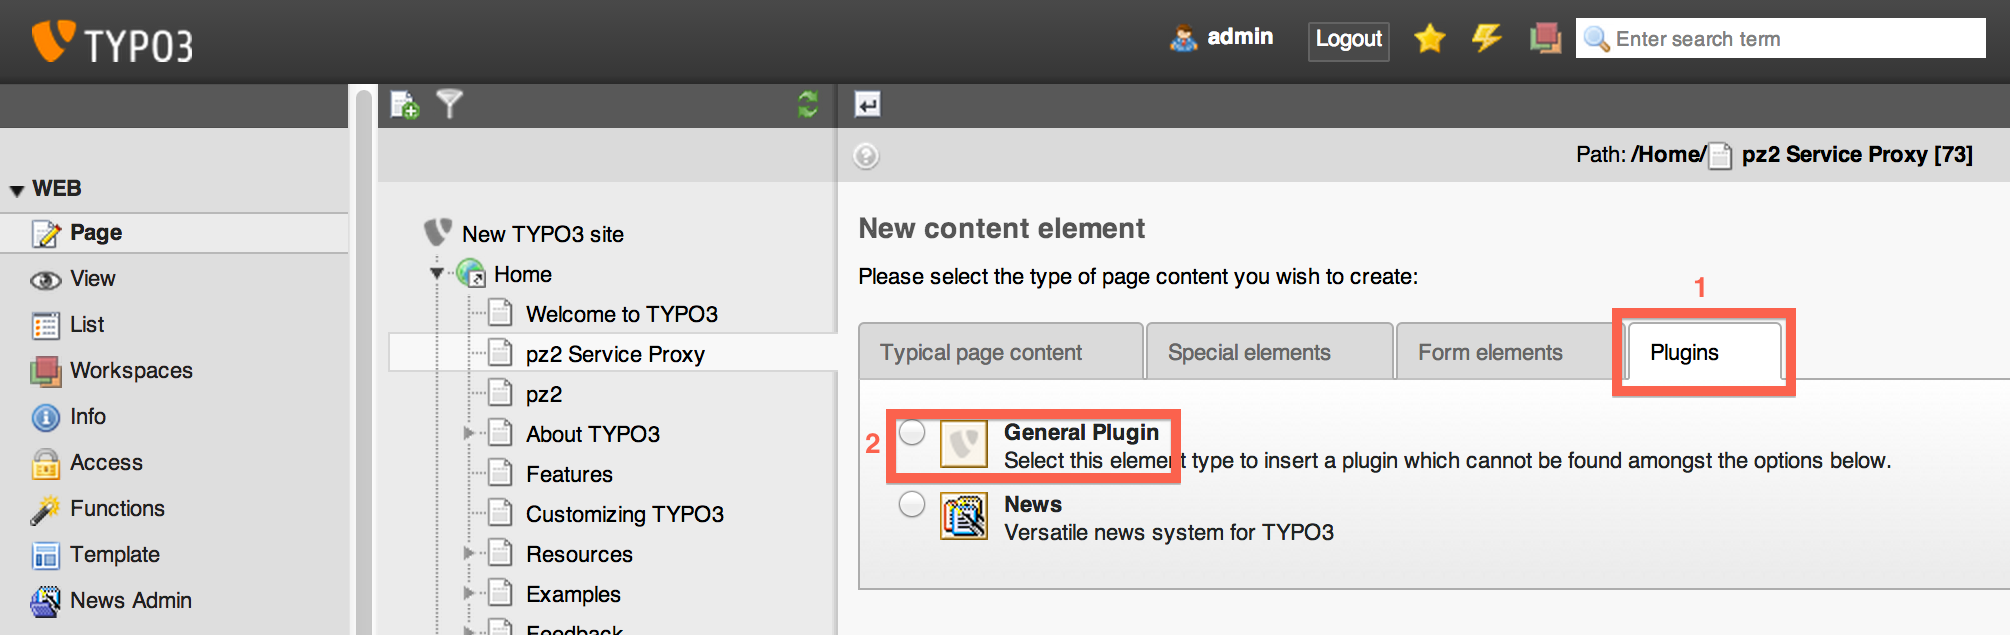 TYPO3
admin
Logout
Enter search term
Path: /Home/ pz2 Service Proxy [73]
WEB
Page
View
List
Workspaces
Info
Access
Functions
Template
News Admin
New TYPO3 site
Home
Welcome to TYPO3
pz2 Service Proxy
pz2
About TYPO3
Features
Customizing TYPO3
Resources
Examples
Feedback
New content element
Please select the type of page content you wish to create:
1
Typical page content
Special elements
Form elements
Plugins
2
General Plugin
Select this element type to insert a plugin which cannot be found amongst the options below.
News
Versatile news system for TYPO3